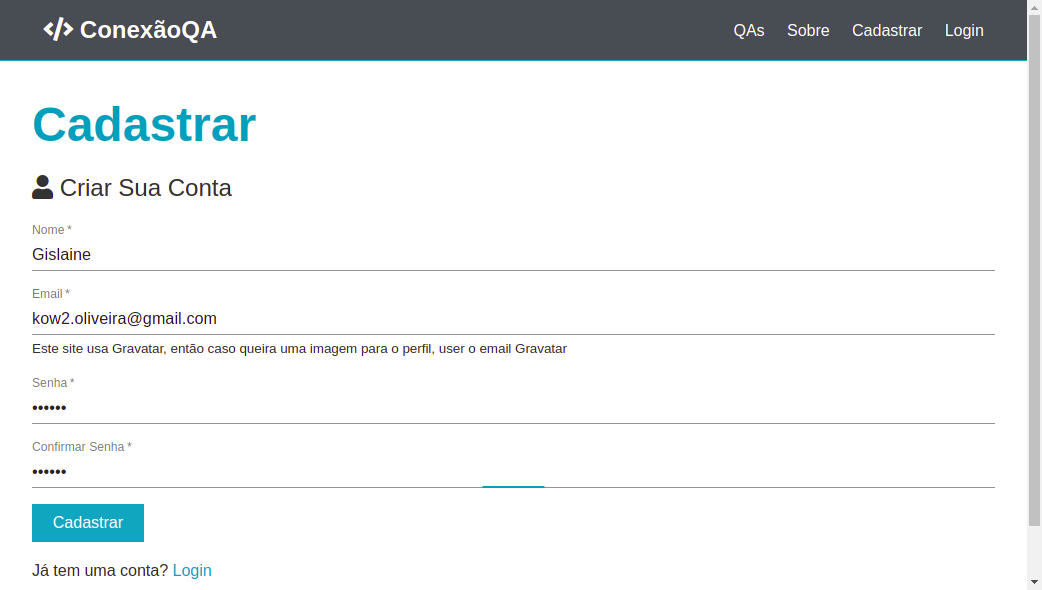 ConexãoQA
QAs Sobre Cadastrar Login
Cadastrar
Criar Sua Conta
Nome *
Gislaine
Email *
kow2.oliveira@gmail.com
Este site usa Gravatar, então caso queira uma imagem para o perfil, user o email Gravatar
Senha *
••••••
Confirmar Senha *
••••••
Cadastrar
Já tem uma conta? Login